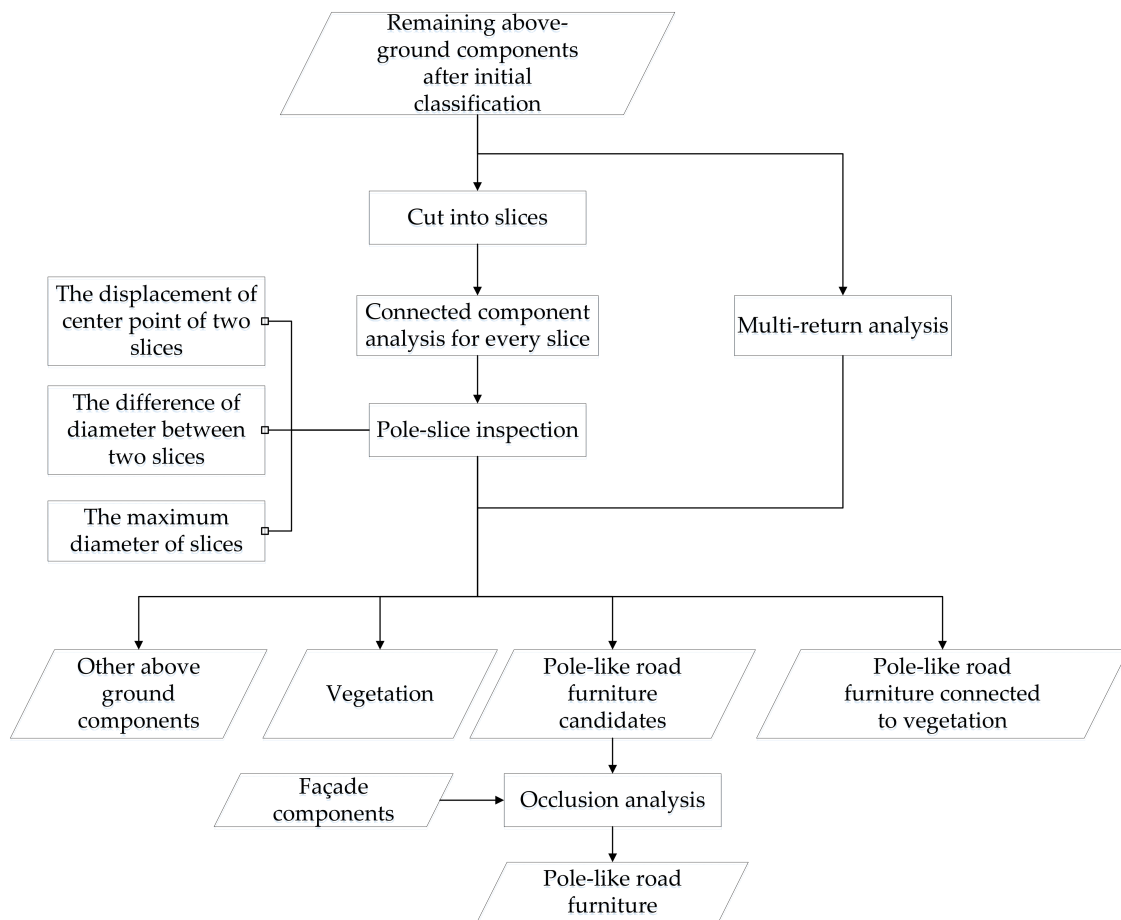 Remaining above-
ground components
after initial
classification
Cut into slices
The displacement of
center point of two
slices
Connected component
analysis for every slice
Multi-return analysis
The difference of
diameter between
two slices
Pole-slice inspection
The maximum
diameter of slices
Other above
ground
components
Vegetation
Pole-like road
furniture
candidates
Pole-like road
furniture connected
to vegetation
Façade
components
Occlusion analysis
Pole-like road
furniture